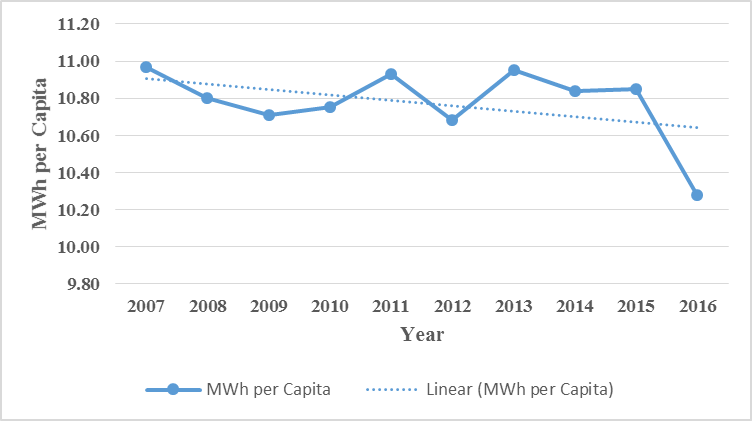 11.20
11.00
10.80
10.60
10.40
10.20
10.00
9.80
MWh per Capita
2007 2008 2009 2010 2011 2012 2013 2014 2015 2016
Year
MWh per Capita Linear (MWh per Capita)